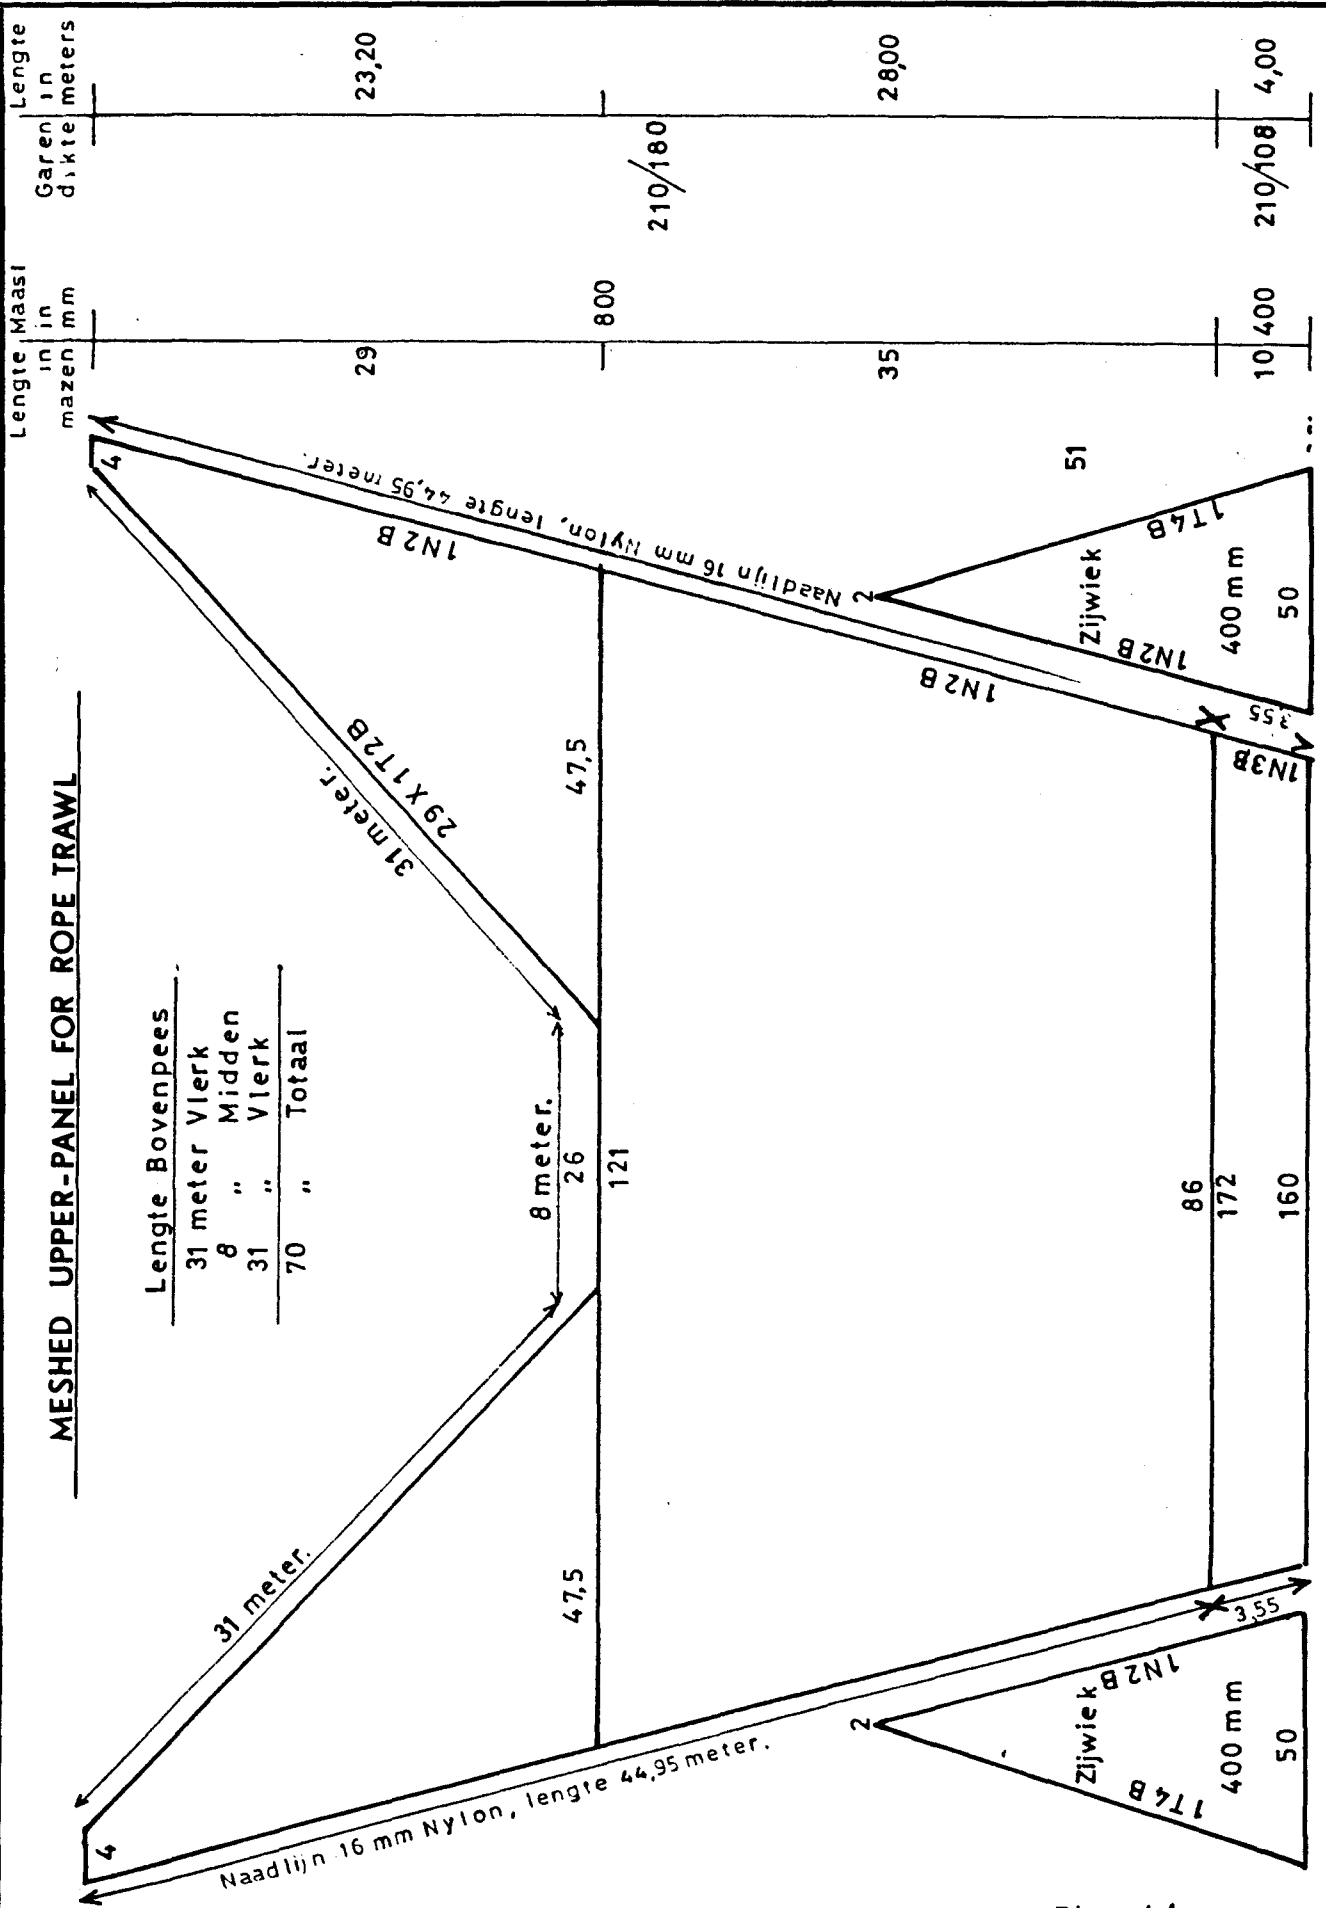 MESHED UPPER-PANEL FOR ROPE TRAWL
Lengte Bovenpees
31 meter Vlerk
8 " Midden
31 " Vlerk
70 " Totaal
Lengte in mazen
Maasl in mm
Garen dikte
Lengte in meters
29
800
23,20
210/180
35
28,00
10
400
210/108
4,00
4
31 meter.
31 meter.
29 X 1T2B
4
1N2B
8 meter.
26
47,5
121
47,5
Naadlijn 16 mm Nylon, lengte 44,95 meter.
Naadlijn 16 mm Nylon, lengte 44,95 meter.
1N2B
51
2
2
Zijwiek
Zijwiek
1T4B
1N2B
1N2B
1T4B
400 mm
400 mm
50
50
86
172
160
3,55
3,55
1N3B